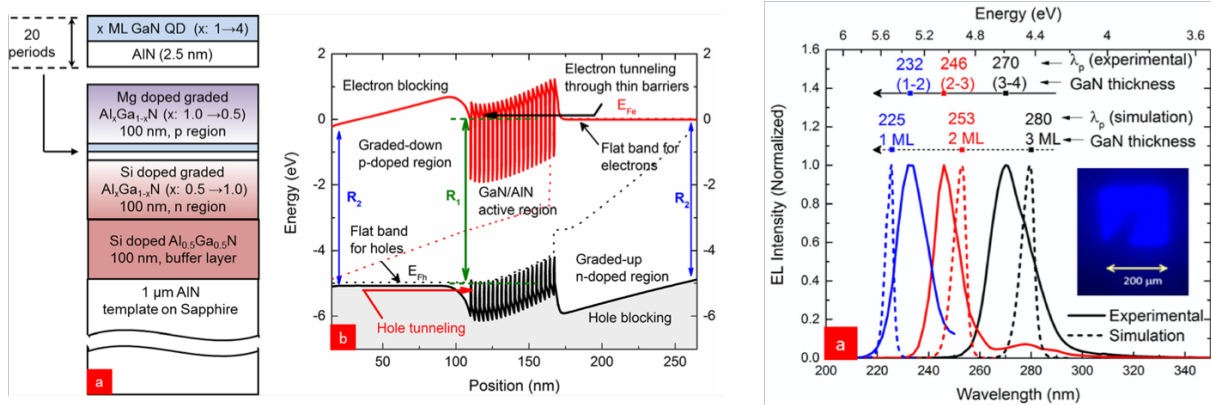 20
periods
x ML GaN QD (x: 1→4)
AlN (2.5 nm)
Mg doped graded
AlxGa1-xN (x: 1.0 →0.5)
100 nm, p region
Si doped graded
AlxGa1-xN (x: 0.5 →1.0)
100 nm, n region
Si doped Al0.5Ga0.5N
100 nm, buffer layer
1 µm AlN
template on Sapphire
a
Energy (eV)
2
0
-2
-4
-6
Electron blocking
Electron tunneling
through thin barriers
EFe
Graded-down
p-doped region
Flat band for
electrons
R2
R1
GaN/AlN
active region
R2
Flat band
for holes
EFh
Graded-up
n-doped region
Hole tunneling
Hole blocking
b
2
0
-2
-4
-6
50
100
150
200
250
Position (nm)
Energy (eV)
6
5.6
5.2
4.8
4.4
4
3.6
EL Intensity (Normalized)
1.6
1.4
1.2
1.0
0.8
0.6
0.4
0.2
0.0
232
246
270
λp (experimental)
(1-2)
(2-3)
(3-4)
GaN thickness
225
253
280
λp (simulation)
1 ML
2 ML
3 ML
GaN thickness
200 µm
Experimental
Simulation
a
200
220
240
260
280
300
320
340
Wavelength (nm)